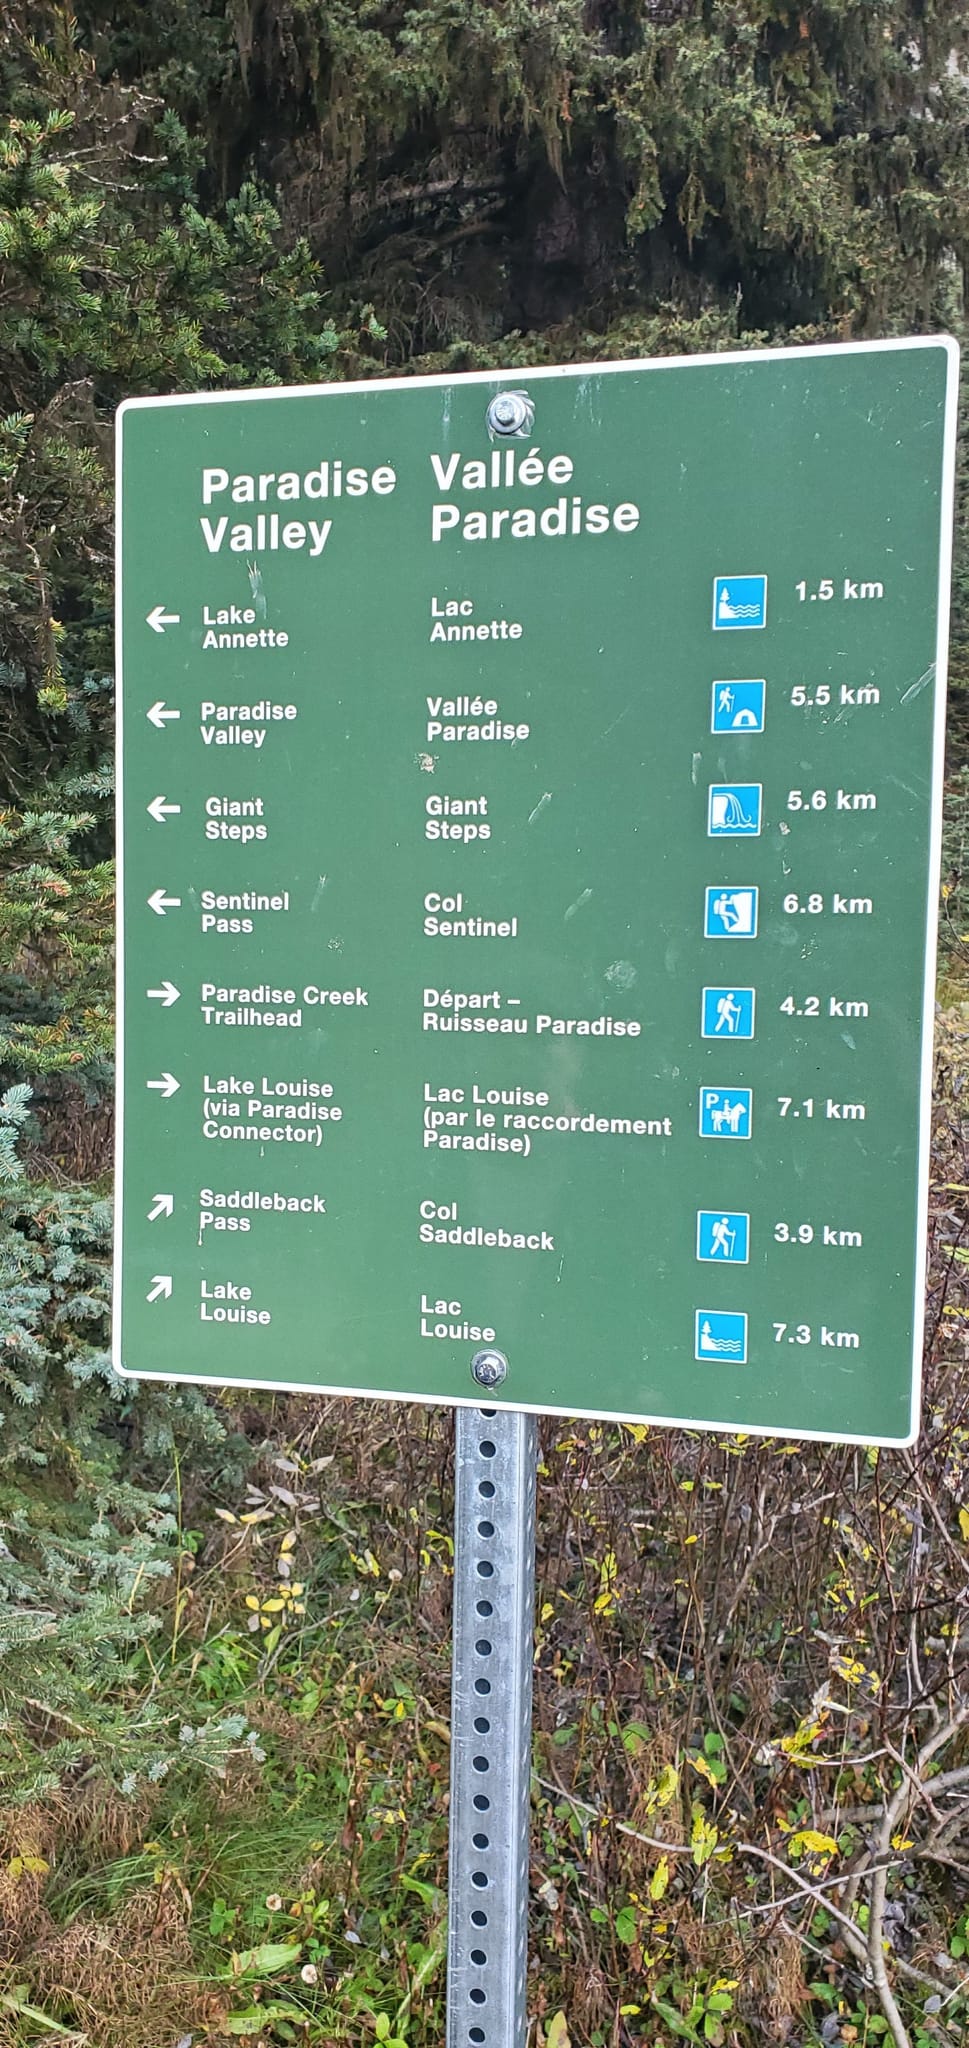 Paradise Valley
Vallée Paradise
← Lake Annette
Lac Annette
1.5 km
← Paradise Valley
Vallée Paradise
5.5 km
← Giant Steps
Giant Steps
5.6 km
← Sentinel Pass
Col Sentinel
6.8 km
→ Paradise Creek
Trailhead
Départ –
Ruisseau Paradise
4.2 km
→ Lake Louise
(via Paradise
Connector)
Lac Louise
(par le raccordement
Paradise)
P
7.1 km
↗ Saddleback
Pass
Col
Saddleback
3.9 km
↗ Lake
Louise
Lac
Louise
7.3 km